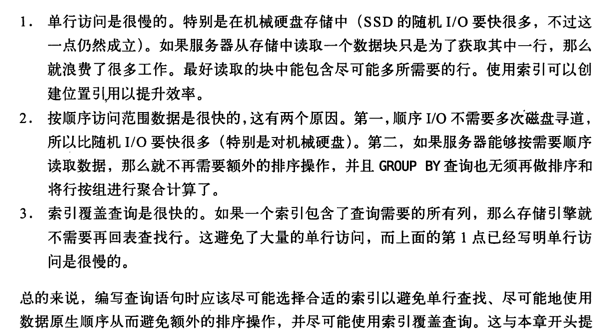 1. 单行访问是很慢的。特别是在机械硬盘存储中（SSD 的随机 I/O 要快很多，不过这
一点仍然成立）。如果服务器从存储中读取一个数据块只是为了获取其中一行，那么
就浪费了很多工作。最好读取的块中能包含尽可能多所需要的行。使用索引可以创
建位置引用以提升效率。
2. 按顺序访问范围数据是很快的，这有两个原因。第一，顺序 I/O 不需要多次磁盘寻道，
所以比随机 I/O 要快很多（特别是对机械硬盘）。第二，如果服务器能够按需要顺序
读取数据，那么就不再需要额外的排序操作，并且 GROUP BY 查询也无须再做排序和
将行按组进行聚合计算了。
3. 索引覆盖查询是很快的。如果一个索引包含了查询需要的所有列，那么存储引擎就
不需要再回表查找行。这避免了大量的单行访问，而上面的第 1 点已经写明单行访
问是很慢的。
总的来说，编写查询语句时应该尽可能选择合适的索引以避免单行查找、尽可能地使用
数据原生顺序从而避免额外的排序操作，并尽可能使用索引覆盖查询。这与本章开头提